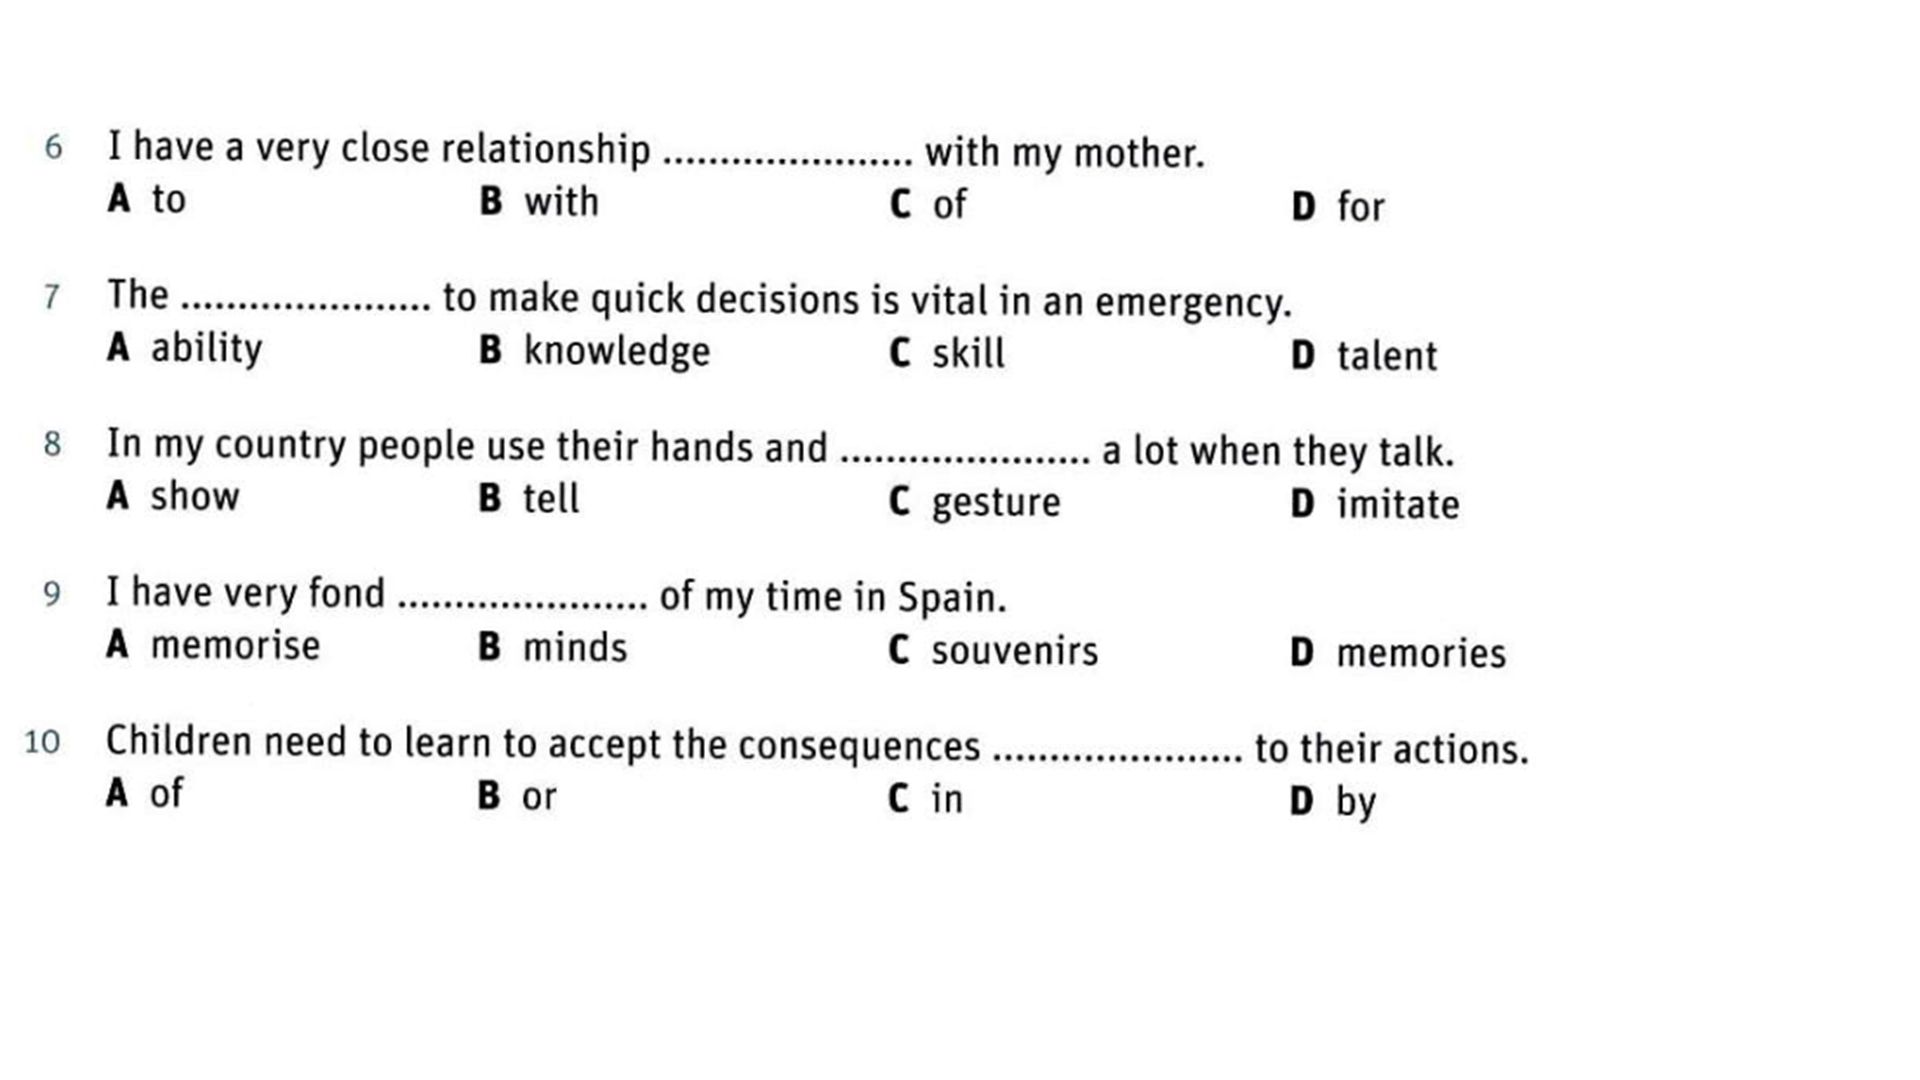 6 I have a very close relationship ...................... with my mother.
A to B with C of D for
7 The ...................... to make quick decisions is vital in an emergency.
A ability B knowledge C skill D talent
8 In my country people use their hands and ...................... a lot when they talk.
A show B tell C gesture D imitate
9 I have very fond ...................... of my time in Spain.
A memorise B minds C souvenirs D memories
10 Children need to learn to accept the consequences ...................... to their actions.
A of B or C in D by